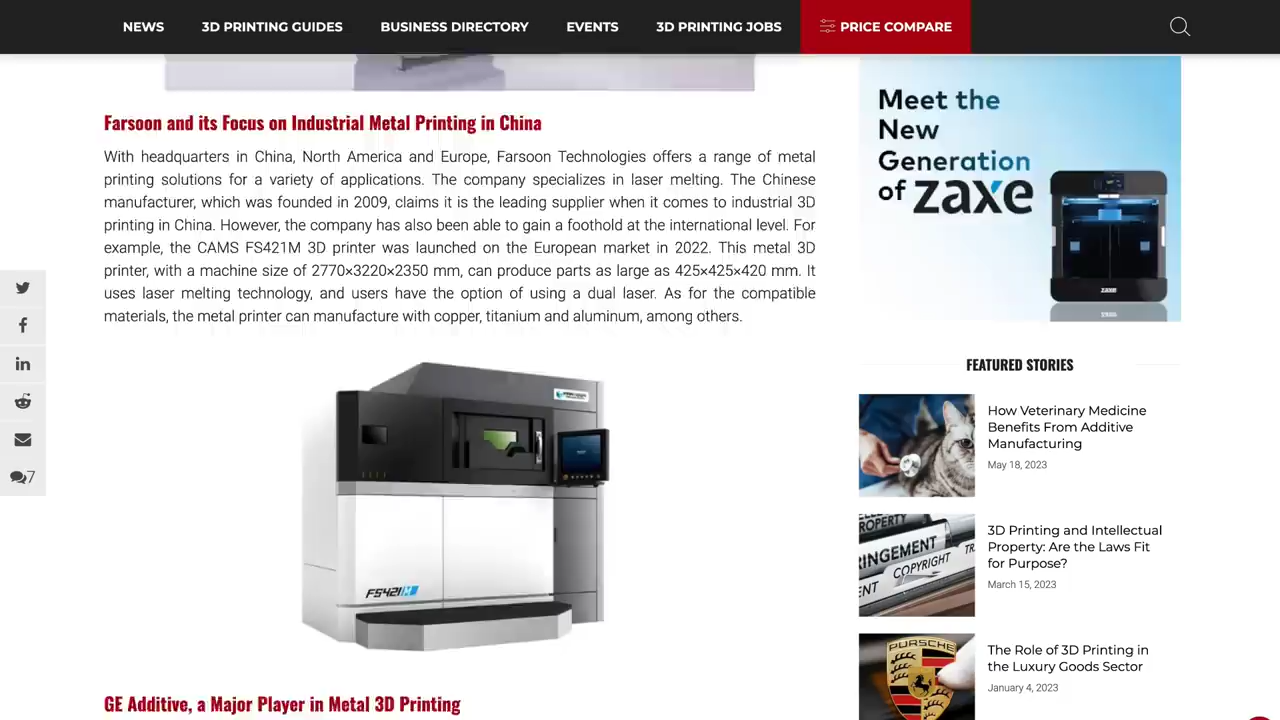 NEWS
3D PRINTING GUIDES
BUSINESS DIRECTORY
EVENTS
3D PRINTING JOBS
PRICE COMPARE
Farsoon and its Focus on Industrial Metal Printing in China
With headquarters in China, North America and Europe, Farsoon Technologies offers a range of metal
printing solutions for a variety of applications. The company specializes in laser melting. The Chinese
manufacturer, which was founded in 2009, claims it is the leading supplier when it comes to industrial 3D
printing in China. However, the company has also been able to gain a foothold at the international level. For
example, the CAMS FS421M 3D printer was launched on the European market in 2022. This metal 3D
printer, with a machine size of 2770×3220×2350 mm, can produce parts as large as 425×425×420 mm. It
uses laser melting technology, and users have the option of using a dual laser. As for the compatible
materials, the metal printer can manufacture with copper, titanium and aluminum, among others.
7
FS421M
GE Additive, a Major Player in Metal 3D Printing
Meet the
New
Generation
of zaxe
zaxe
FEATURED STORIES
How Veterinary Medicine
Benefits From Additive
Manufacturing
May 18, 2023
PROPERTY
RINGEMENT
COPYRIGHT
ENT
3D Printing and Intellectual
Property: Are the Laws Fit
for Purpose?
March 15, 2023
PORSCHE
The Role of 3D Printing in
the Luxury Goods Sector
January 4, 2023